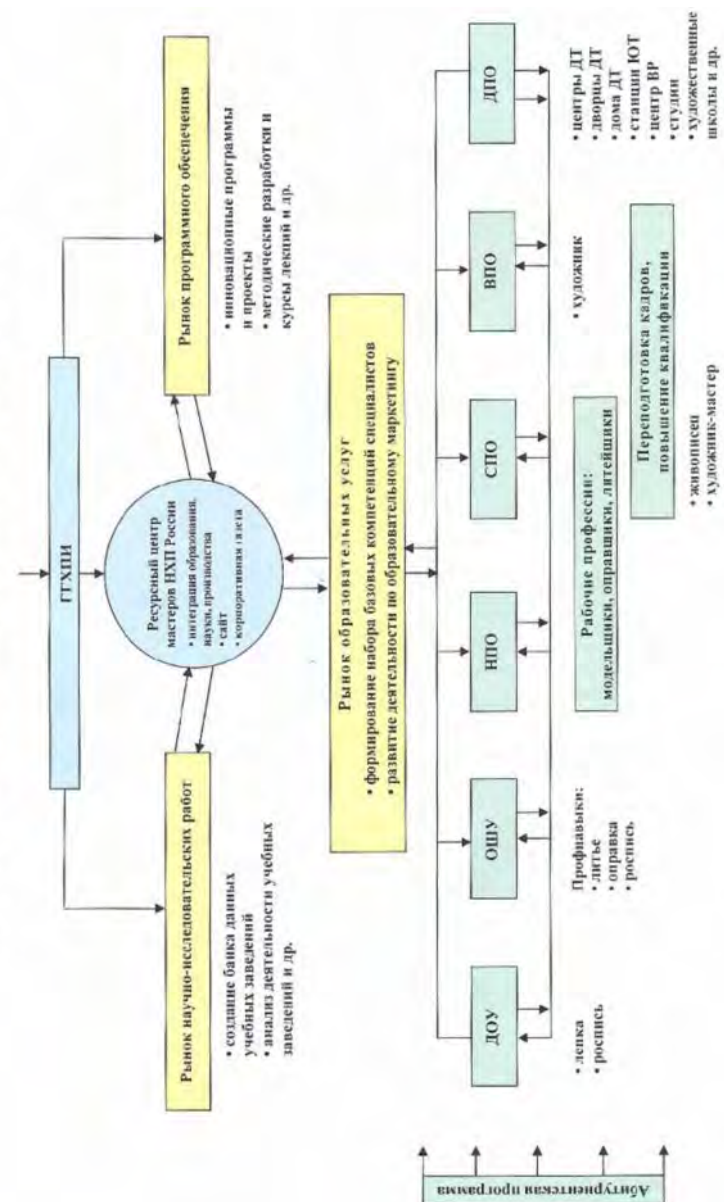 ГГХПИ
Рынок научно-исследовательских работ
• создание банка данных
учебных заведений
• анализ деятельности учебных
заведений и др.
Ресурсный центр
мастеров НХП России
• интеграция образования,
науки, производства
• сайт
• корпоративная газета
Рынок программного обеспечения
• инновационные программы
и проекты
• методические разработки и
курсы лекций и др.
Рынок образовательных услуг
• формирование набора базовых компетенций специалистов
• развитие деятельности по образовательному маркетингу
ДОУ
ОШУ
НПО
СПО
ВПО
ДПО
• лепка
• роспись
Профнавыки:
• литье
• оправка
• роспись
Рабочие профессии:
модельщики, оправщики, литейщики
• живописец
• художник-мастер
• художник
Переподготовка кадров,
повышение квалификации
• центры ДТ
• дворцы ДТ
• дома ДТ
• станции ЮТ
• центр ВР
• студии
• художественные
школы и др.
Абитуриентская
программа